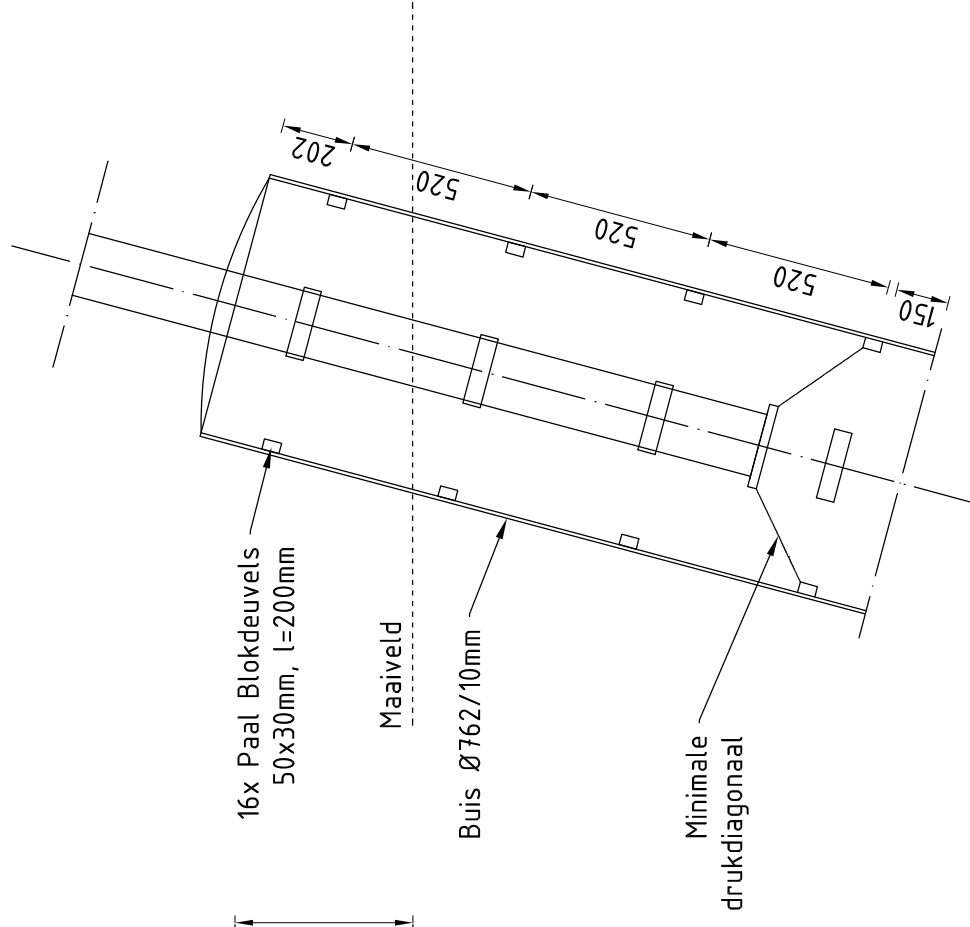 16x Paal Blokdeuvels
50x30mm, l=200mm
Maaiveld
Buis Ø762/10mm
Minimale
drukdiagonaal
202
520
520
520
150